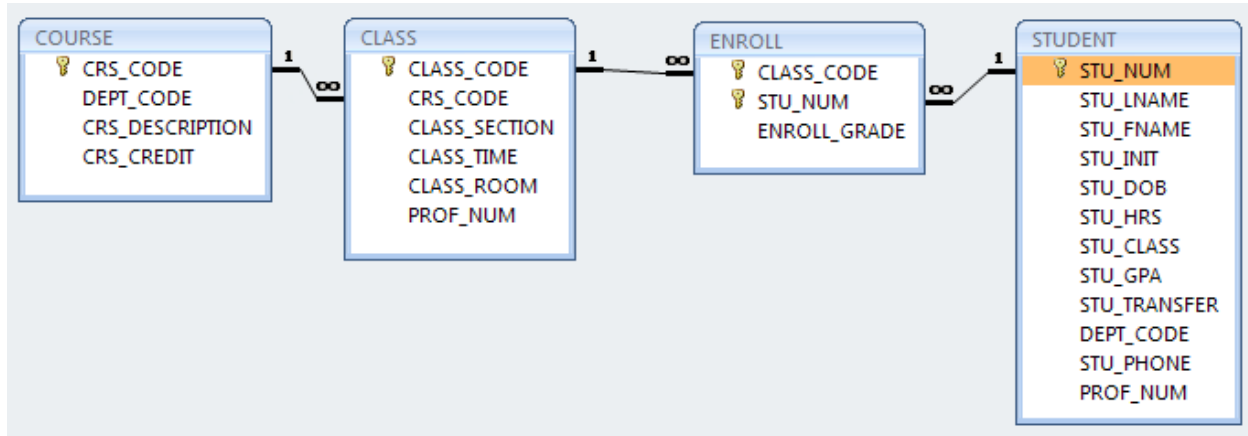 COURSE
CRS_CODE
DEPT_CODE
CRS_DESCRIPTION
CRS_CREDIT
1
∞
CLASS
CLASS_CODE
CRS_CODE
CLASS_SECTION
CLASS_TIME
CLASS_ROOM
PROF_NUM
1
∞
ENROLL
CLASS_CODE
STU_NUM
ENROLL_GRADE
∞
1
STUDENT
STU_NUM
STU_LNAME
STU_FNAME
STU_INIT
STU_DOB
STU_HRS
STU_CLASS
STU_GPA
STU_TRANSFER
DEPT_CODE
STU_PHONE
PROF_NUM